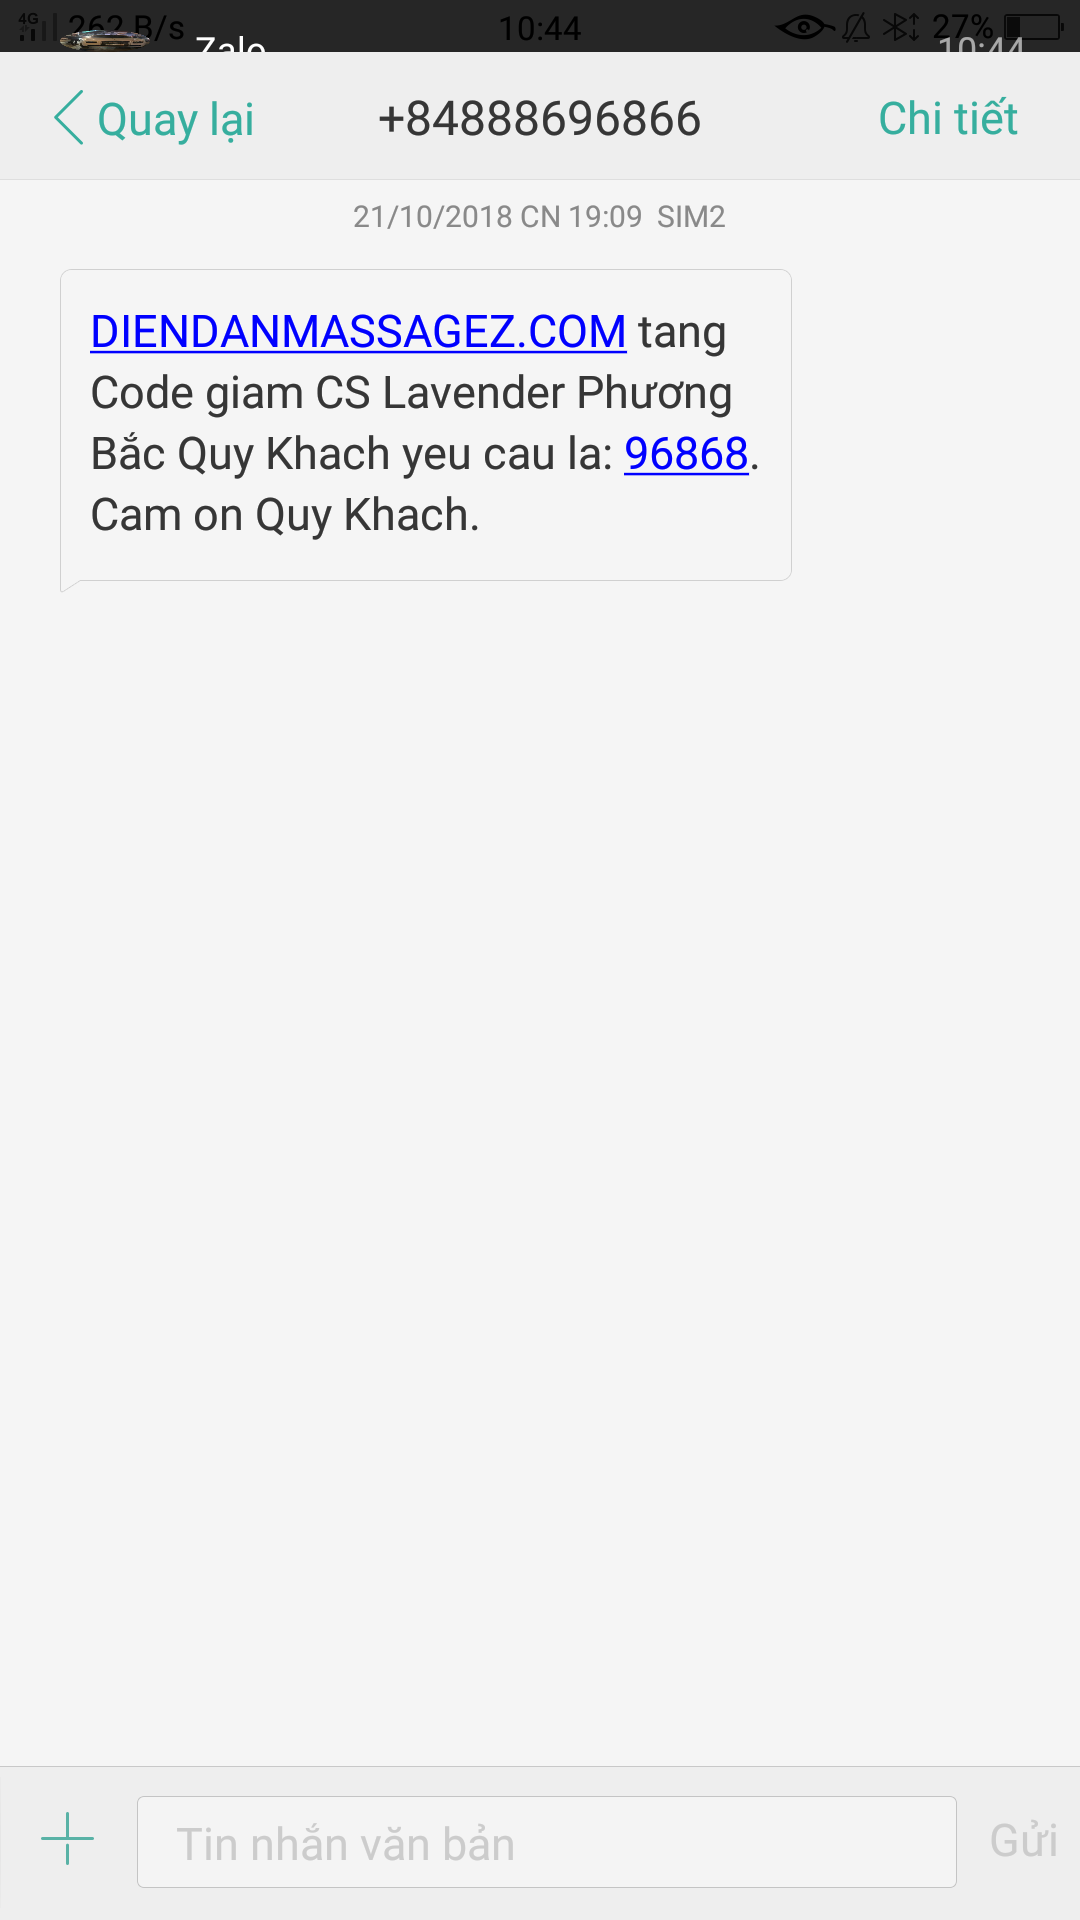 4G 262 B/s 10:44 27%
Zalo 10:44
Quay lại +84888696866 Chi tiết
21/10/2018 CN 19:09 SIM2
DIENDANMASSAGEZ.COM tang
Code giam CS Lavender Phương
Bắc Quy Khach yeu cau la: 96868.
Cam on Quy Khach.
Tin nhắn văn bản Gửi